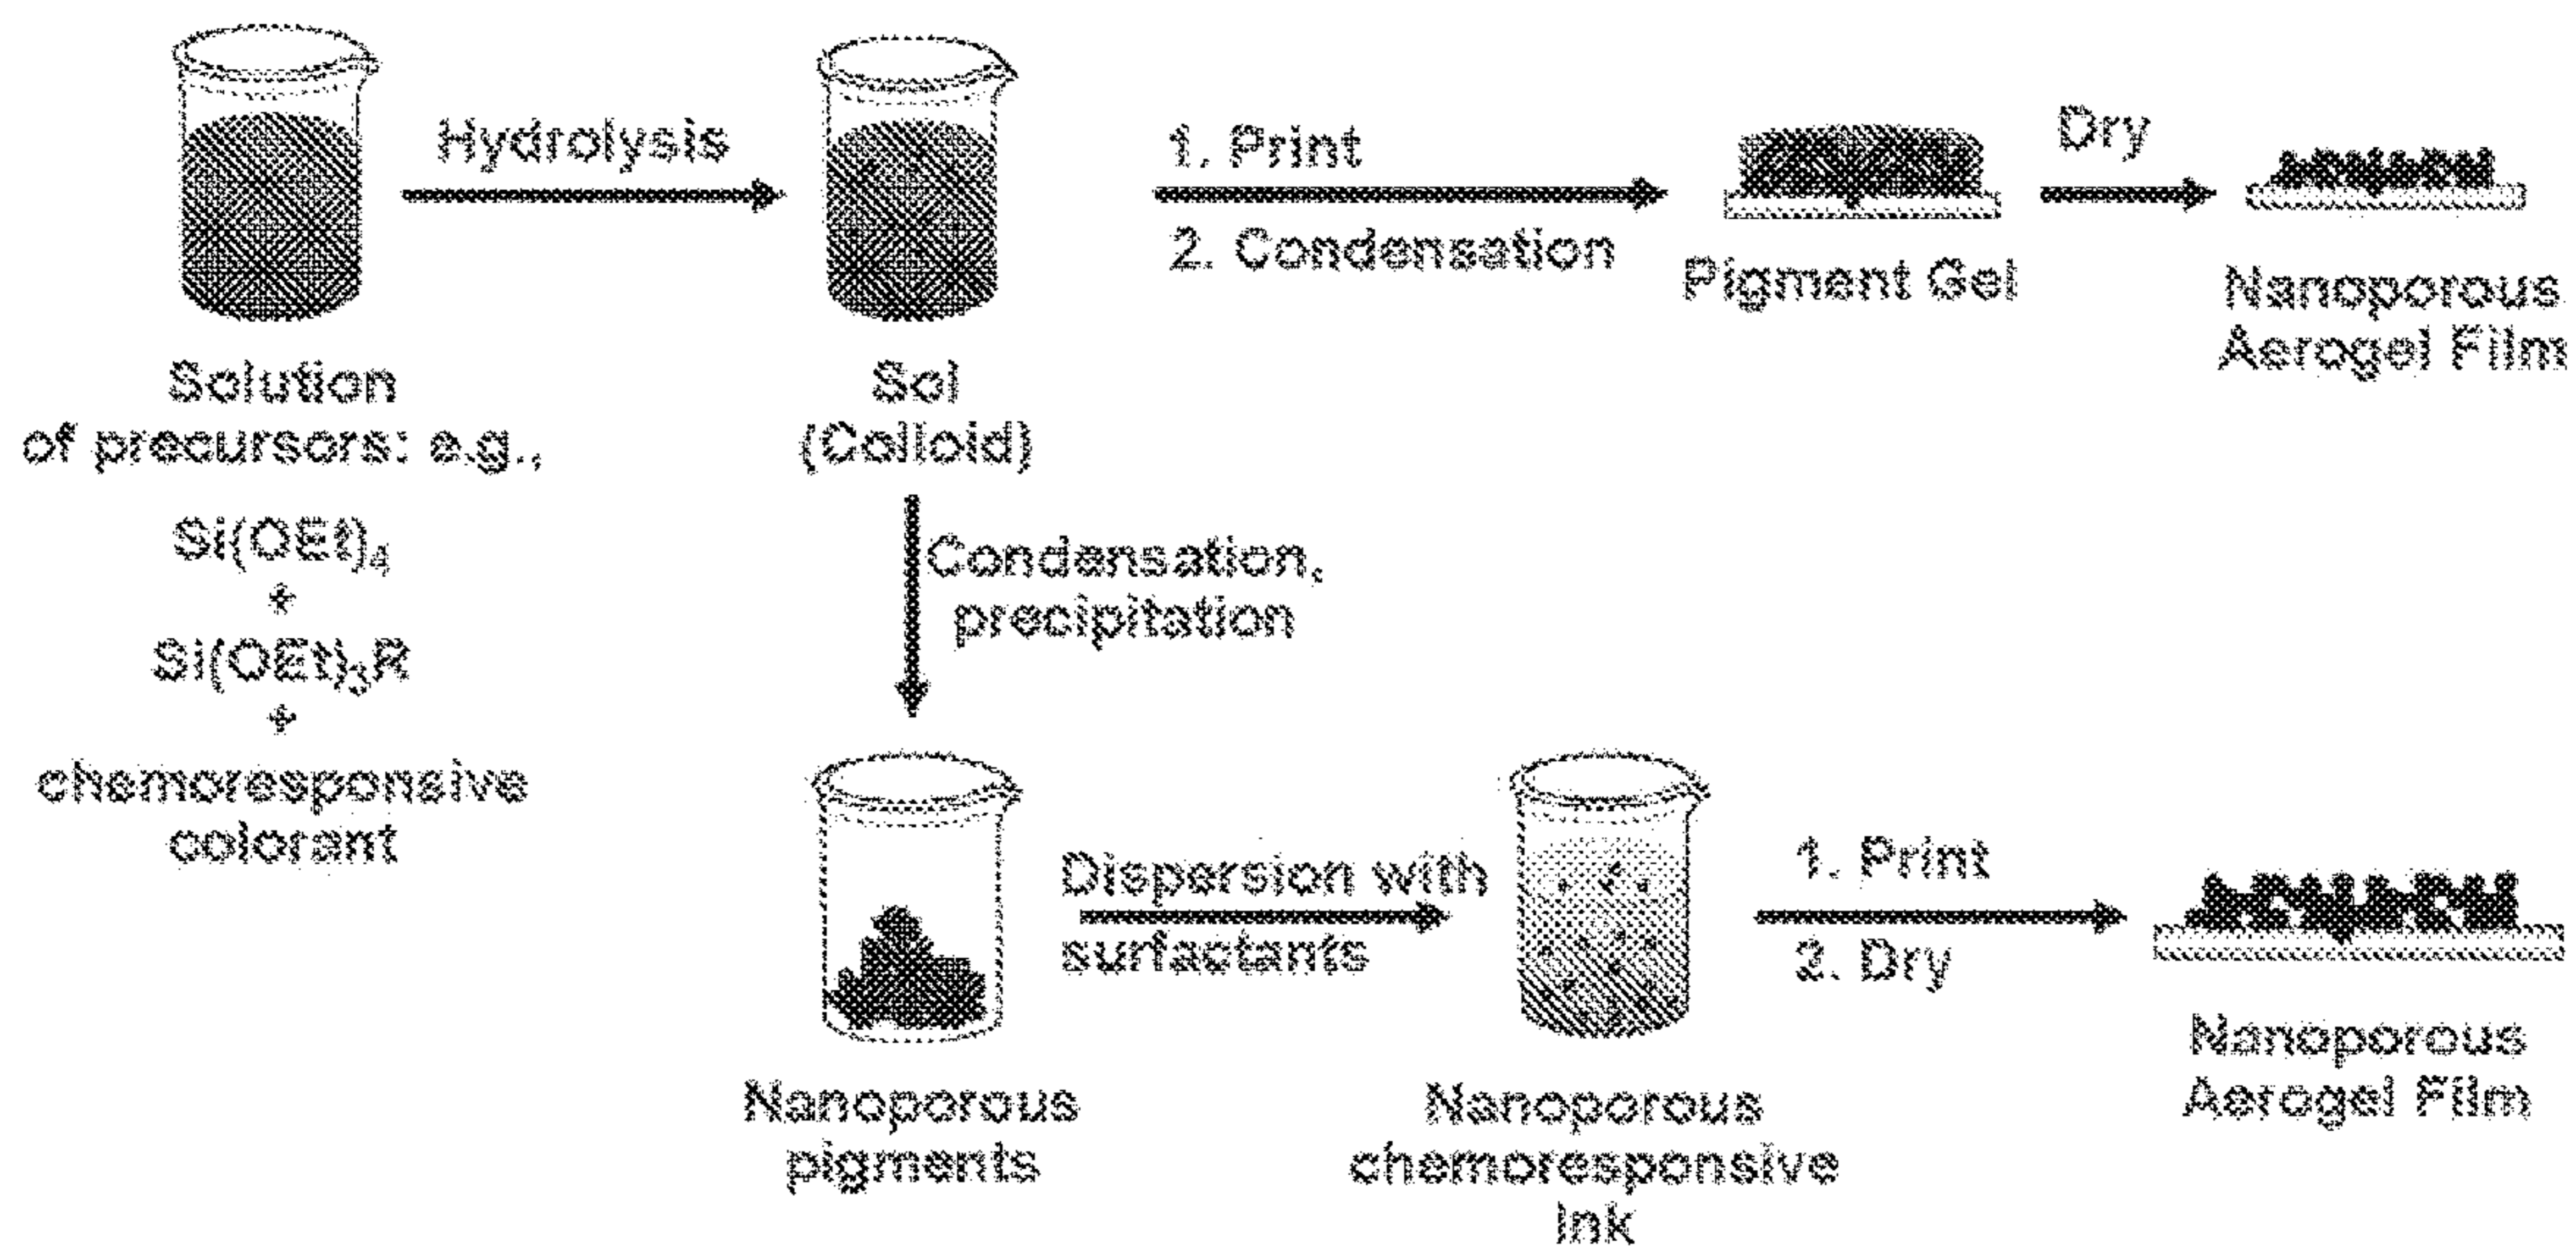 Hydrolysis
1. Print
2. Condensation
Dry
Pigment Gel
Nanoporous
Aerogel Film
Solution
of precursors: e.g.,
Si(OEt)₄
+
Si(OEt)₃R
+
chemoresponsive
colorant
Sol
(Colloid)
Condensation,
precipitation
Dispersion with
surfactants
1. Print
2. Dry
Nanoporous
pigments
Nanoporous
chemoresponsive
Ink
Nanoporous
Aerogel Film